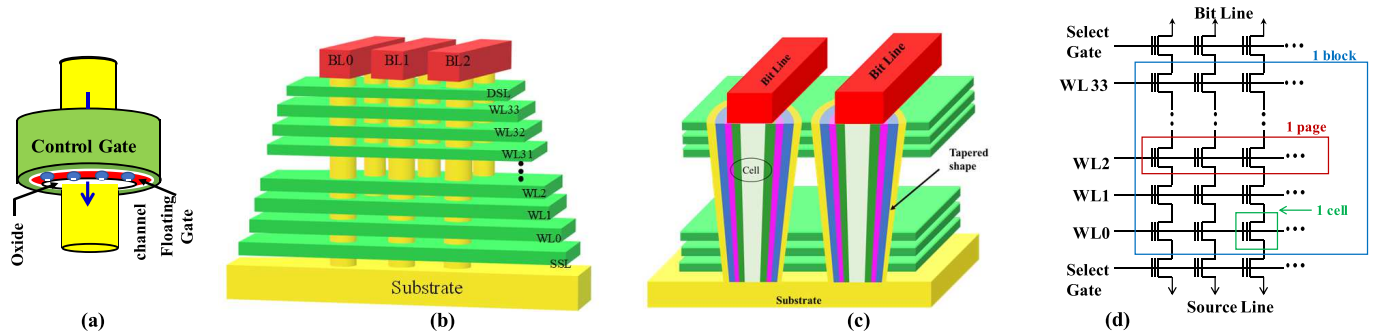 Control Gate
Oxide
channel
Floating
Gate
(a)
BL0
BL1
BL2
DSL
WL33
WL32
WL31
WL2
WL1
WL0
SSL
Substrate
(b)
Bit Line
Bit Line
Cell
Tapered
shape
Substrate
(c)
Bit Line
Select
Gate
1 block
WL33
1 page
WL2
WL1
1 cell
WL0
Select
Gate
Source Line
(d)